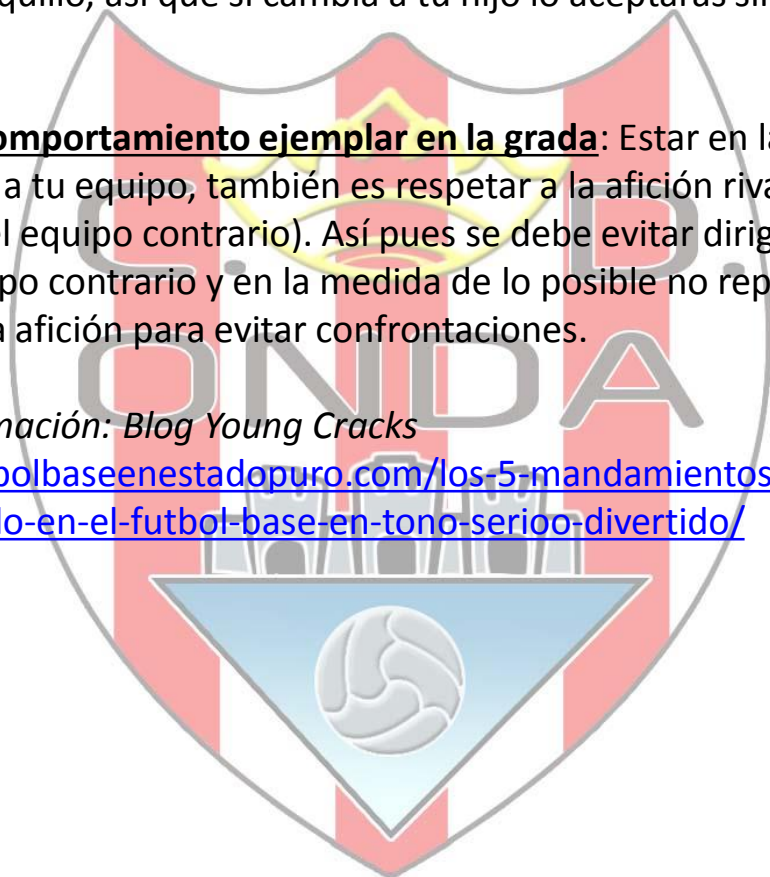 quillo, así que si cambia a tu hijo lo aceptarás sin
omportamiento ejemplar en la grada: Estar en la
a tu equipo, también es respetar a la afición riva
el equipo contrario). Así pues se debe evitar dirig
po contrario y en la medida de lo posible no rep
a afición para evitar confrontaciones.
mación: Blog Young Cracks
bolbaseenestadopuro.com/los-5-mandamientos
lo-en-el-futbol-base-en-tono-serioo-divertido/
C. D.
ONDA